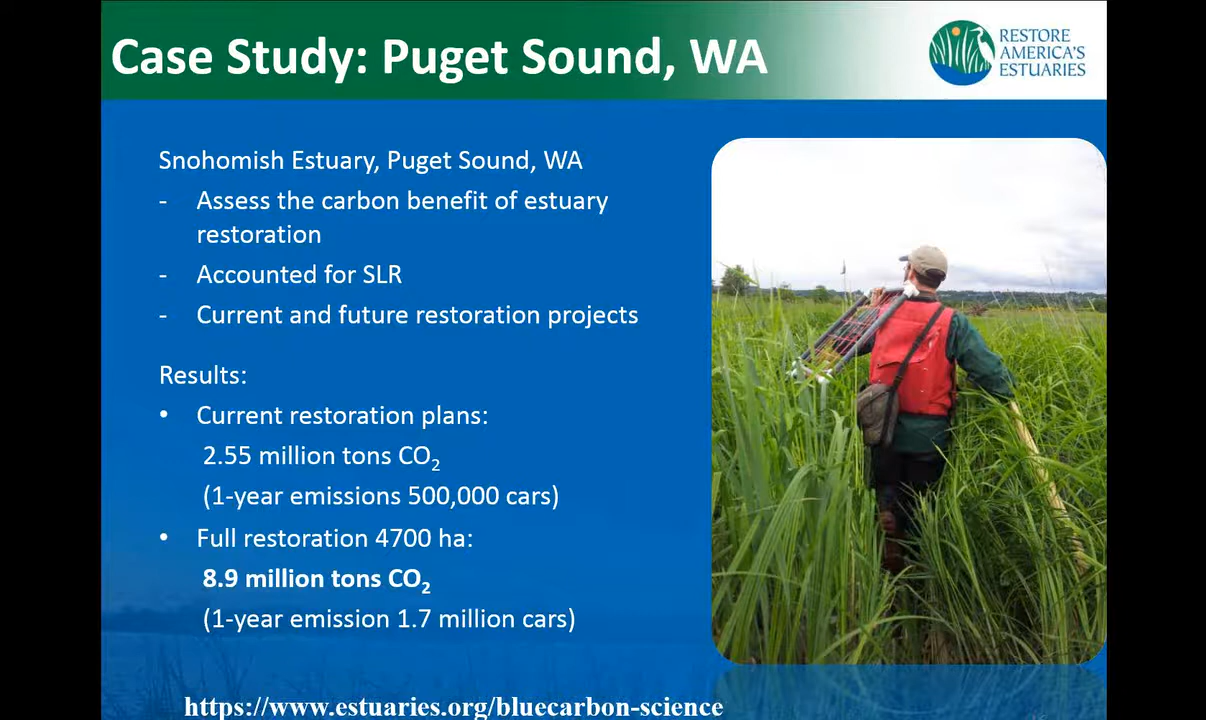 Case Study: Puget Sound, WA
RESTORE
AMERICA'S
ESTUARIES
Snohomish Estuary, Puget Sound, WA
- Assess the carbon benefit of estuary
restoration
- Accounted for SLR
- Current and future restoration projects
Results:
• Current restoration plans:
2.55 million tons CO₂
(1-year emissions 500,000 cars)
• Full restoration 4700 ha:
8.9 million tons CO₂
(1-year emission 1.7 million cars)
https://www.estuaries.org/bluecarbon-science